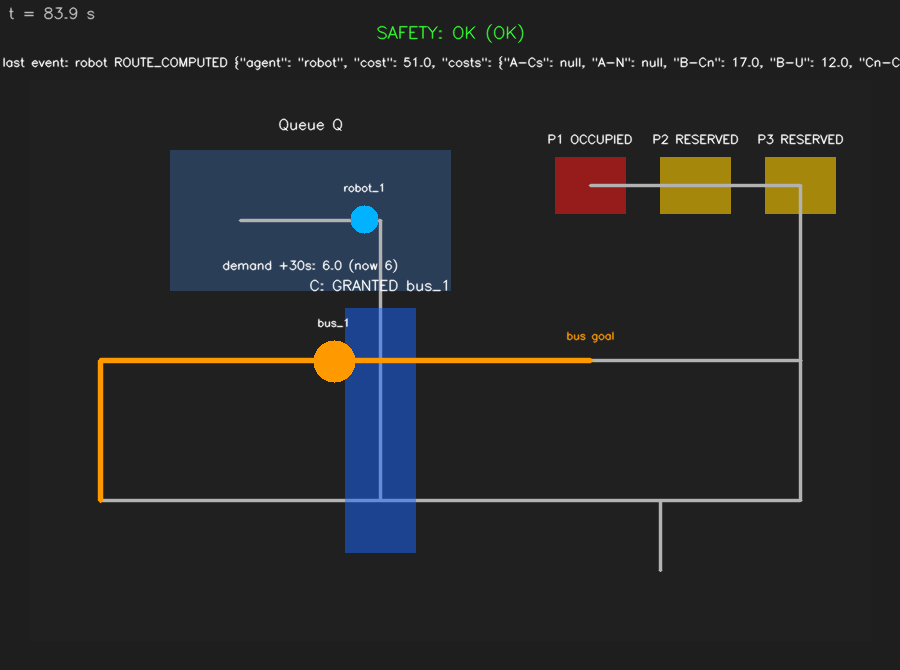 t = 83.9 s
SAFETY: OK (OK)
last event: robot ROUTE_COMPUTED {"agent": "robot", "cost": 51.0, "costs": {"A-Cs": null, "A-N": null, "B-Cn": 17.0, "B-U": 12.0, "Cn-C
Queue Q
P1 OCCUPIED P2 RESERVED P3 RESERVED
robot_1
demand +30s: 6.0 (now 6)
C: GRANTED bus_1
bus_1
bus goal